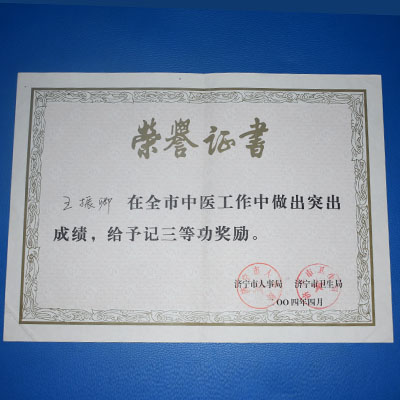 荣誉证书
王振卿 在全市中医工作中做出突出
成绩，给予记三等功奖励。
济宁市人事局 济宁市卫生局
二〇〇四年四月